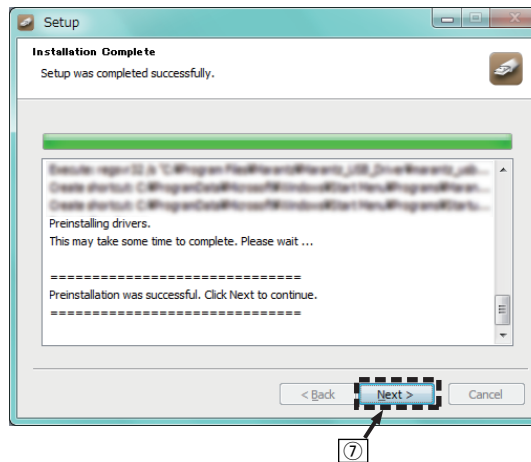 Setup
Installation Complete
Setup was completed successfully.
Preinstalling drivers.
This may take some time to complete. Please wait ...
==============================
Preinstallation was successful. Click Next to continue.
==============================
< Back Next > Cancel
⑦